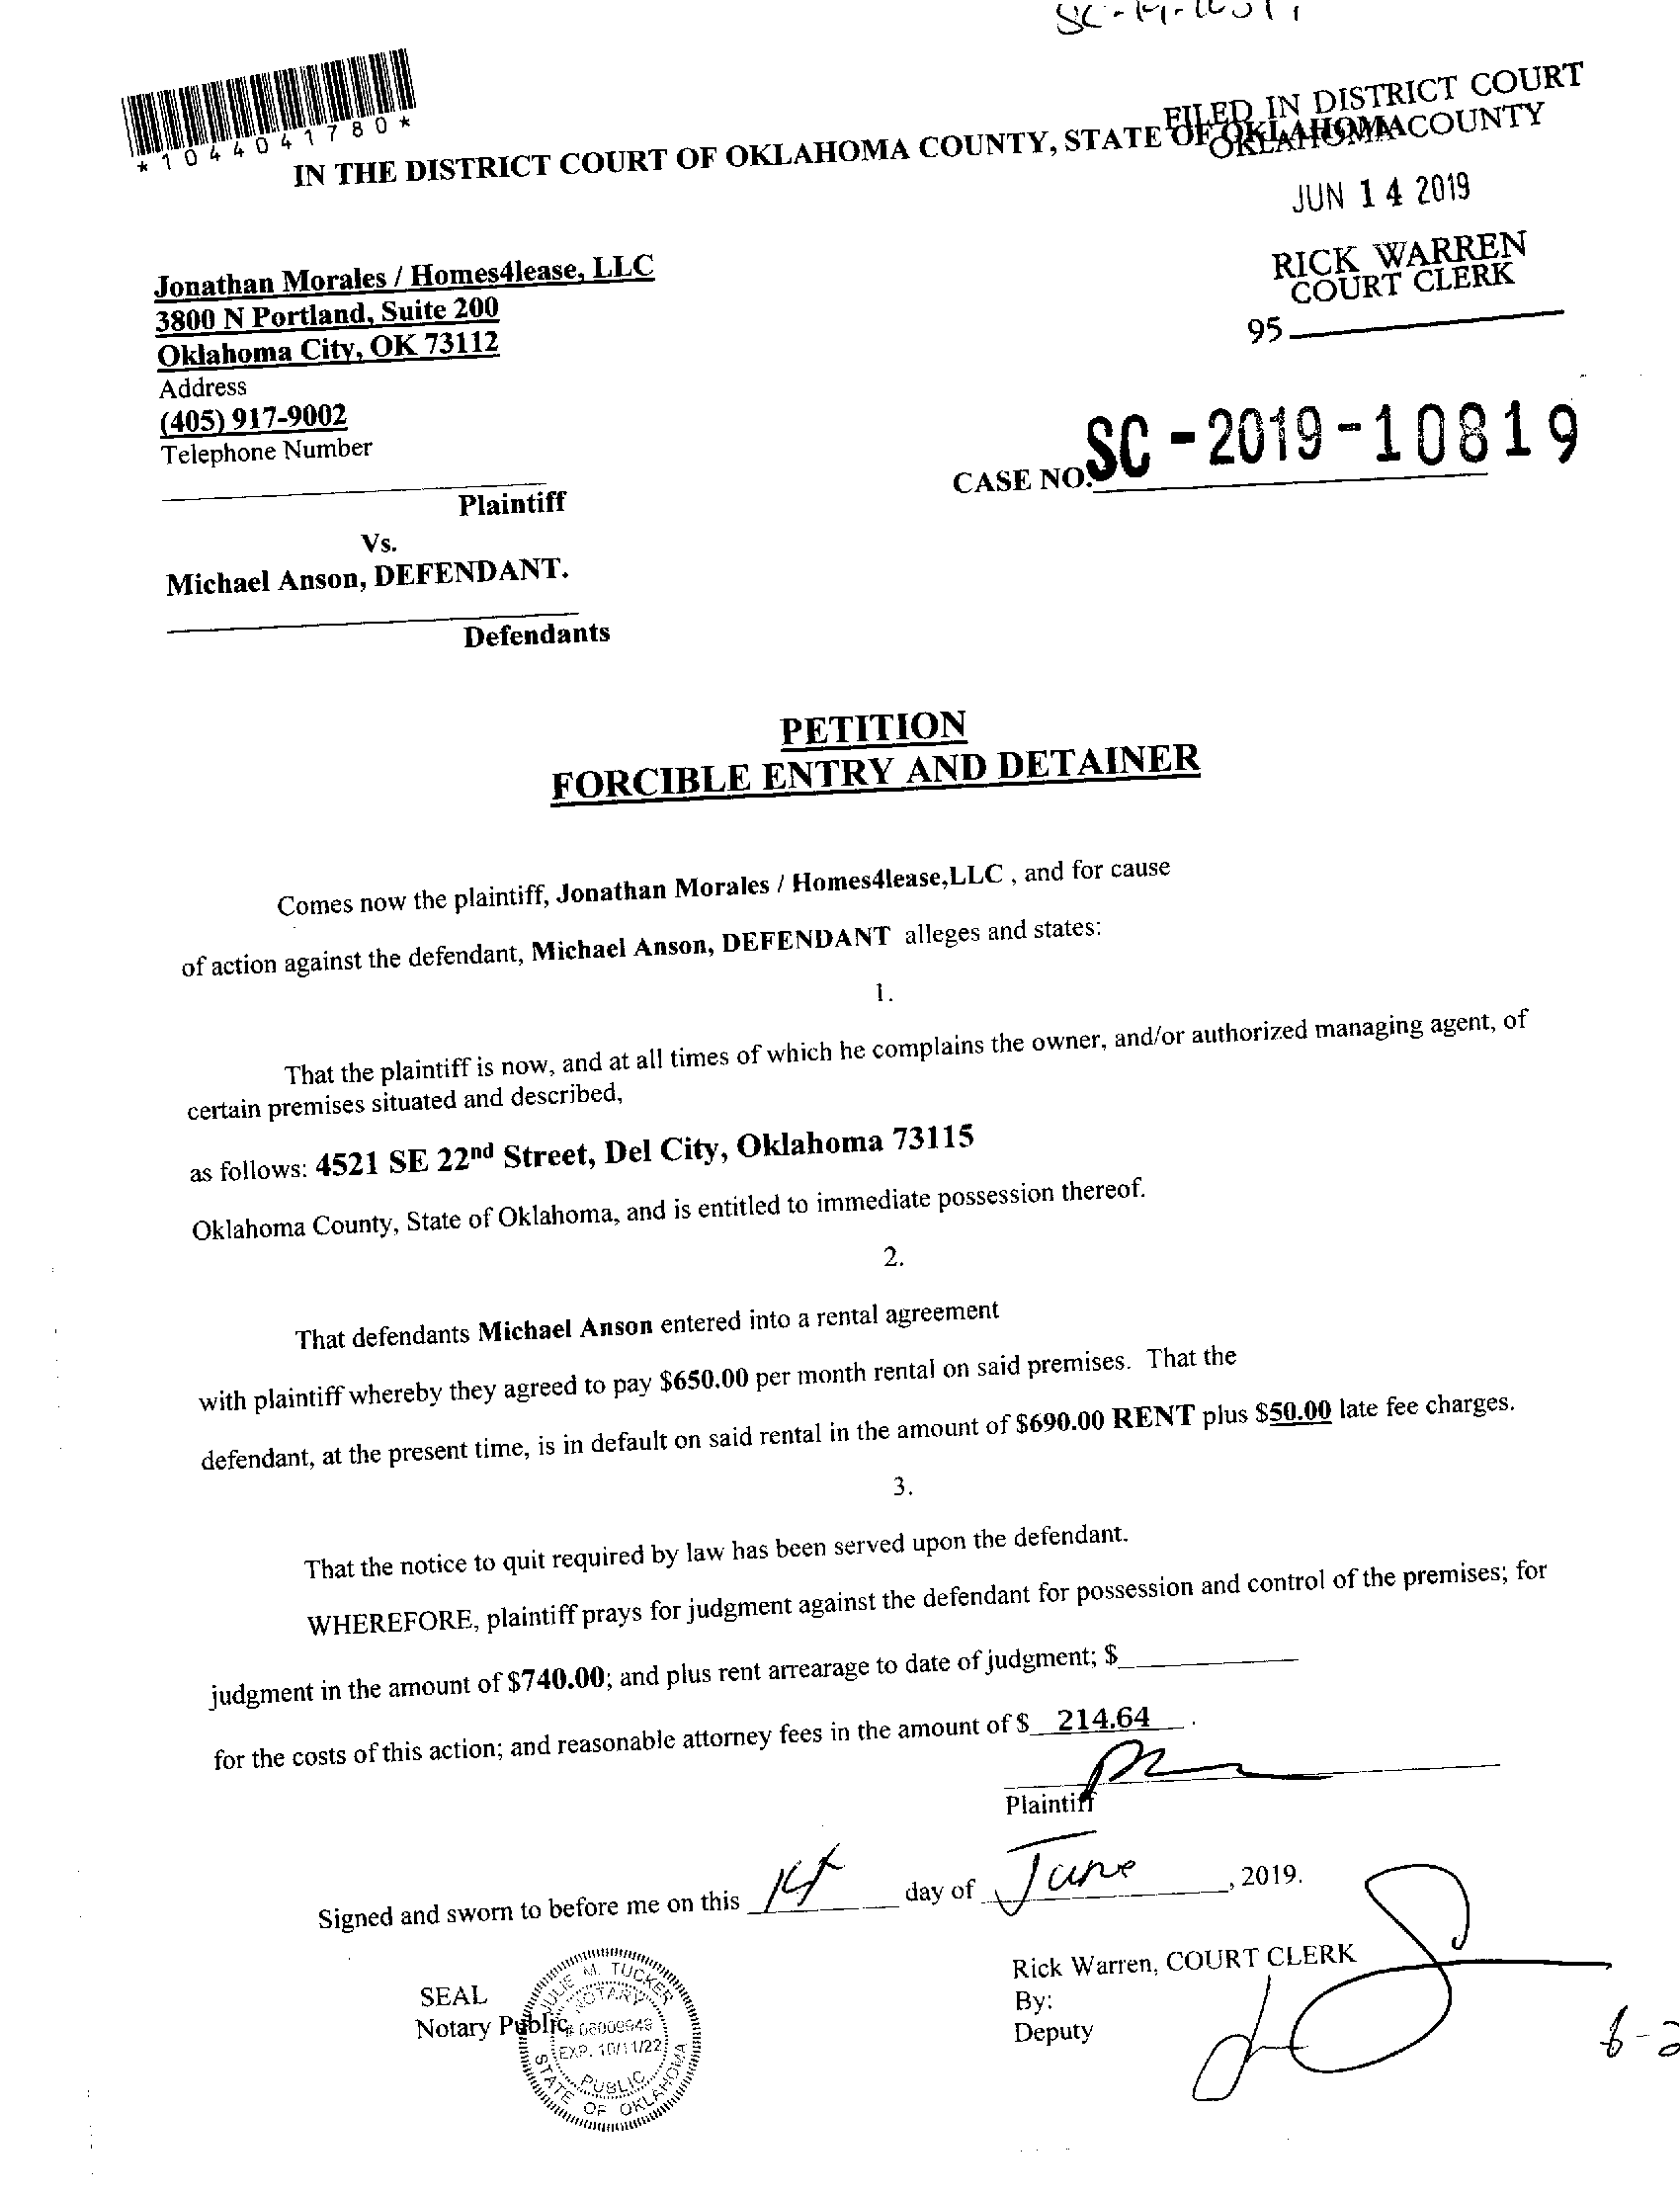 *1044041780*
IN THE DISTRICT COURT OF OKLAHOMA COUNTY, STATE OF OKLAHOMA
FILED IN DISTRICT COURT
OKLAHOMA COUNTY
JUN 14 2019
RICK WARREN
COURT CLERK
95
Jonathan Morales / Homes4lease, LLC
3800 N Portland, Suite 200
Oklahoma City, OK 73112
Address
(405) 917-9002
Telephone Number
Plaintiff
CASE NO. SC-2019-10819
Vs.
Michael Anson, DEFENDANT.
Defendants
PETITION
FORCIBLE ENTRY AND DETAINER
Comes now the plaintiff, Jonathan Morales / Homes4lease,LLC , and for cause
of action against the defendant, Michael Anson, DEFENDANT alleges and states:
1.
That the plaintiff is now, and at all times of which he complains the owner, and/or authorized managing agent, of
certain premises situated and described,
as follows: 4521 SE 22nd Street, Del City, Oklahoma 73115
Oklahoma County, State of Oklahoma, and is entitled to immediate possession thereof.
2.
That defendants Michael Anson entered into a rental agreement
with plaintiff whereby they agreed to pay $650.00 per month rental on said premises. That the
defendant, at the present time, is in default on said rental in the amount of $690.00 RENT plus $50.00 late fee charges.
3.
That the notice to quit required by law has been served upon the defendant.
WHEREFORE, plaintiff prays for judgment against the defendant for possession and control of the premises; for
judgment in the amount of $740.00; and plus rent arrearage to date of judgment; $
for the costs of this action; and reasonable attorney fees in the amount of $ 214.64 .
Plaintiff
Signed and sworn to before me on this 14 day of June , 2019.
Rick Warren, COURT CLERK
By:
Deputy
SEAL
Notary Public
JULIE M. TUCKER
NOTARY
EXP. 10/11/22
PUBLIC
STATE OF OKLAHOMA